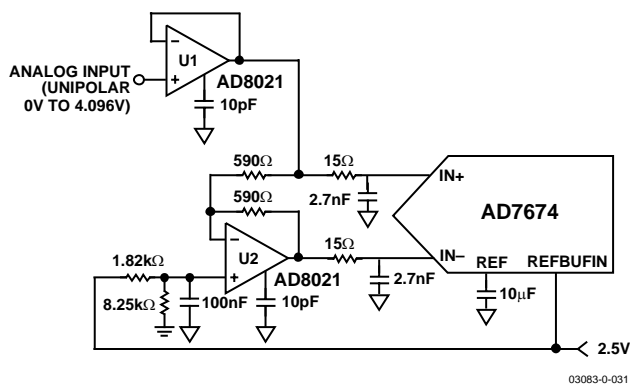 U1
AD8021
ANALOG INPUT
(UNIPOLAR
0V TO 4.096V)
10pF
590Ω
15Ω
IN+
590Ω
2.7nF
AD7674
U2
15Ω
IN–
REF
REFBUFIN
1.82kΩ
AD8021
8.25kΩ
100nF
10pF
2.7nF
10μF
2.5V
03083-0-031